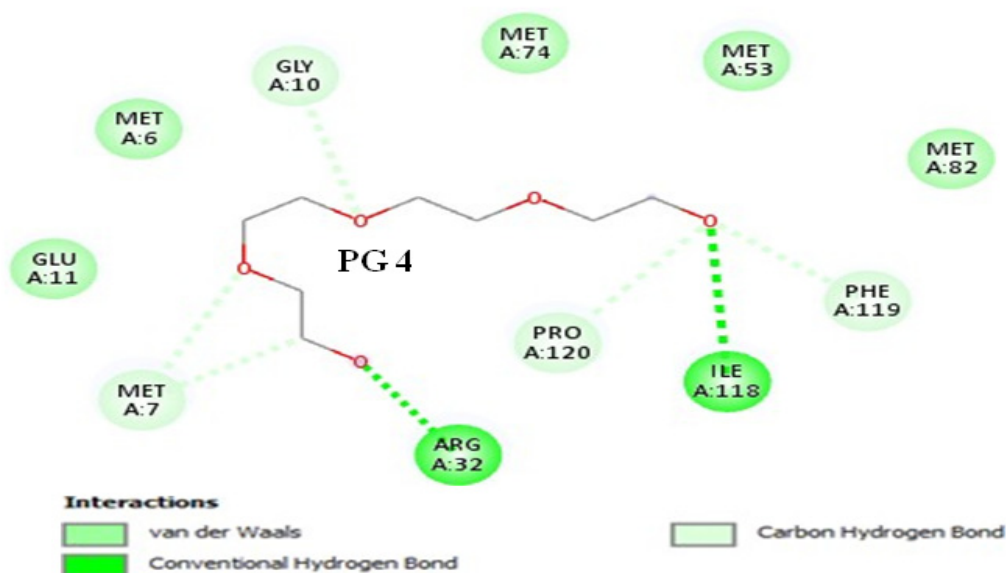 MET
A:74
MET
A:53
GLY
A:10
MET
A:6
MET
A:82
O
O
O
PG 4
GLU
A:11
O
PHE
A:119
PRO
A:120
O
ILE
A:118
MET
A:7
ARG
A:32
Interactions
van der Waals
Conventional Hydrogen Bond
Carbon Hydrogen Bond